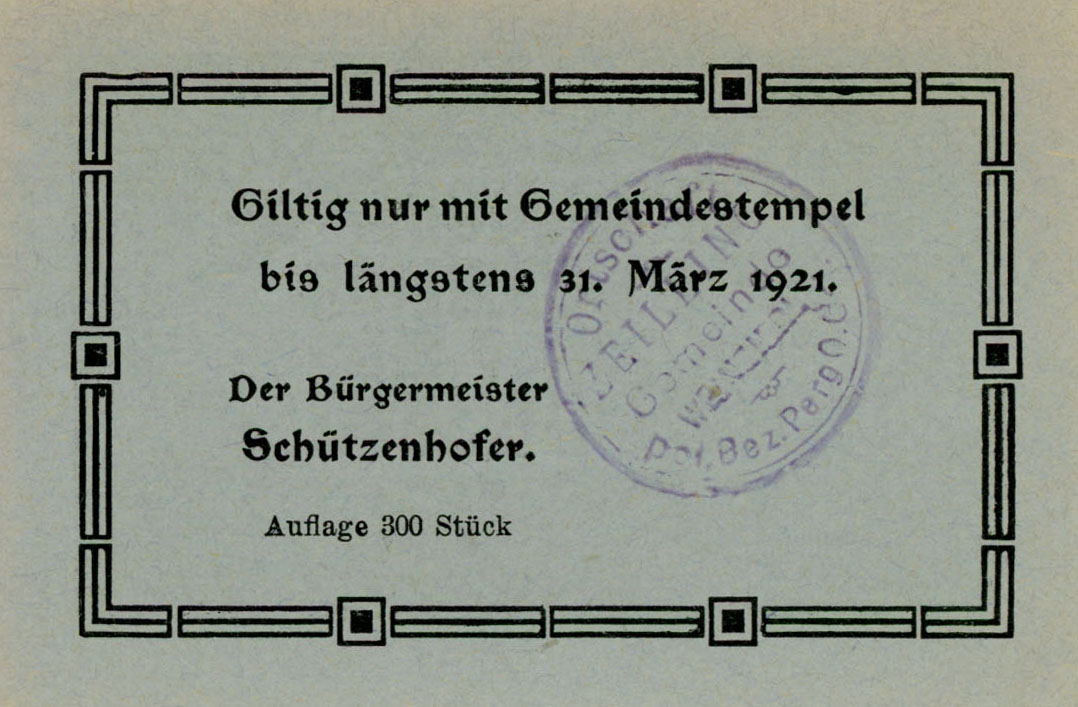 Giltig nur mit Gemeindestempel
bis längstens 31. März 1921.
Der Bürgermeister
Schützenhofer.
Auflage 300 Stück
Ortschaft
ZEILING
Gemeinde
Pol. Bez. Perg O.Ö.